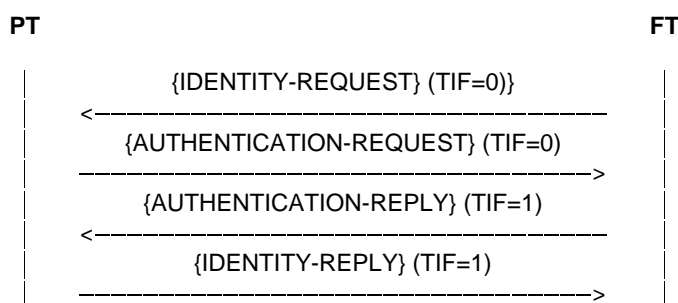 PT FT
{IDENTITY-REQUEST} (TIF=0)}
{AUTHENTICATION-REQUEST} (TIF=0)
{AUTHENTICATION-REPLY} (TIF=1)
{IDENTITY-REPLY} (TIF=1)